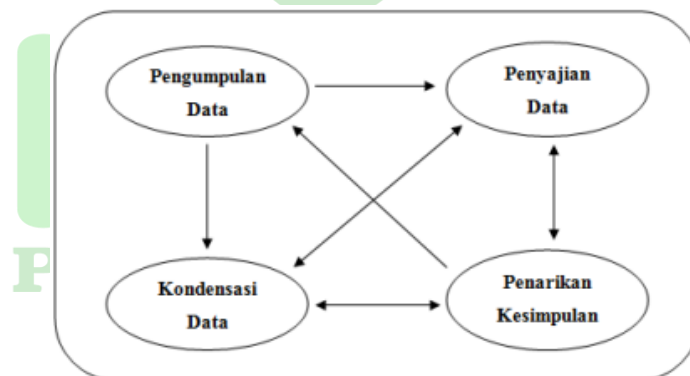 Pengumpulan
Data
Penyajian
Data
Kondensasi
Data
Penarikan
Kesimpulan
P